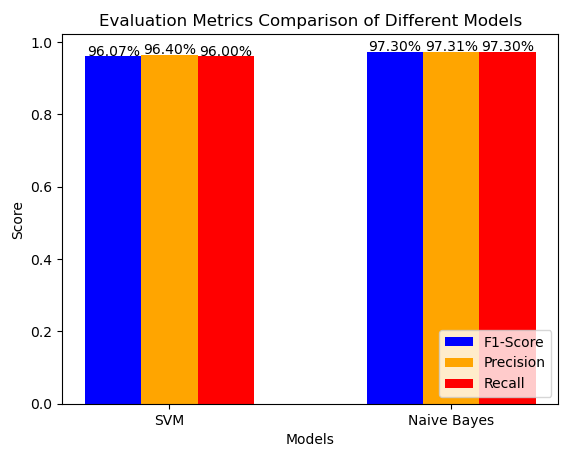 Evaluation Metrics Comparison of Different Models
1.0
0.8
0.6
0.4
0.2
0.0
Score
96.07% 96.40% 96.00%
97.30% 97.31% 97.30%
F1-Score
Precision
Recall
SVM
Naive Bayes
Models